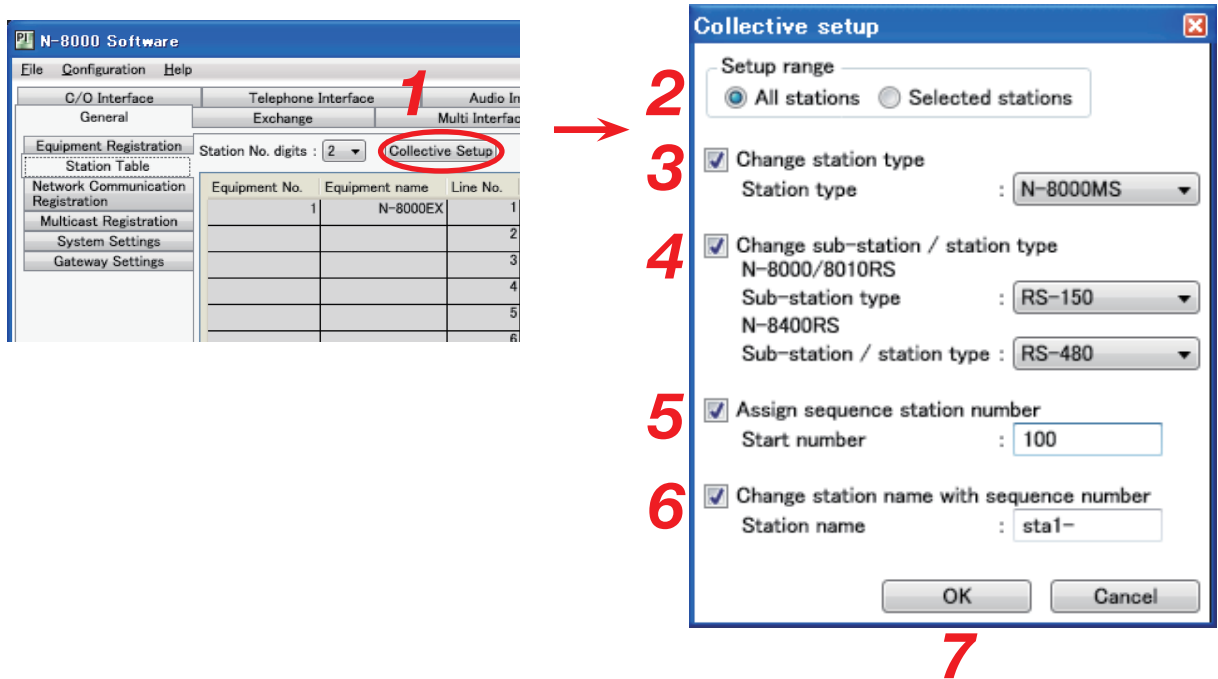 N-8000 Software
File Configuration Help
C/O Interface Telephone Interface Audio In
General Exchange Multi Interfac
1
Equipment Registration
Station Table
Network Communication
Registration
Multicast Registration
System Settings
Gateway Settings
Station No. digits : 2 Collective Setup
Equipment No. Equipment name Line No.
1 N-8000EX 1
2
3
4
5
6
Collective setup
2
Setup range
All stations Selected stations
3
Change station type
Station type : N-8000MS
4
Change sub-station / station type
N-8000/8010RS
Sub-station type : RS-150
N-8400RS
Sub-station / station type : RS-480
5
Assign sequence station number
Start number : 100
6
Change station name with sequence number
Station name : sta1-
OK Cancel
7